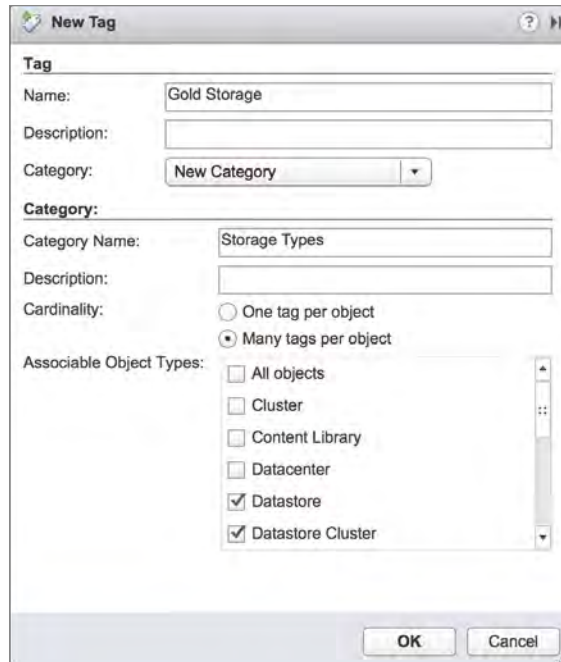 New Tag ?
Tag
Name: Gold Storage
Description:
Category: New Category
Category:
Category Name: Storage Types
Description:
Cardinality: One tag per object
Many tags per object
Associable Object Types:
All objects
Cluster
Content Library
Datacenter
Datastore
Datastore Cluster
OK Cancel